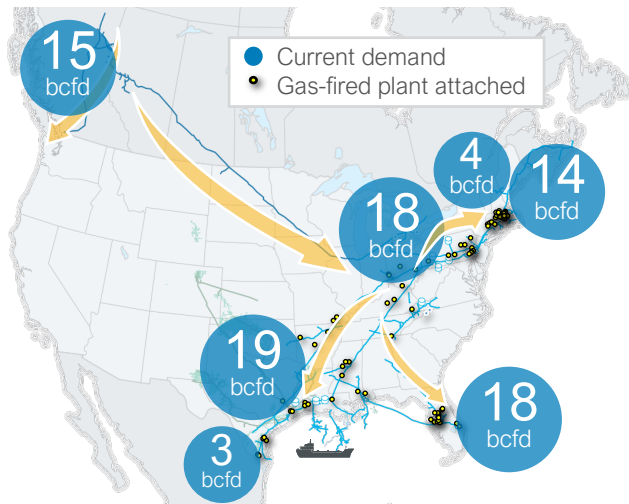 15
bcfd
Current demand
Gas-fired plant attached
4
bcfd
14
bcfd
18
bcfd
19
bcfd
18
bcfd
3
bcfd